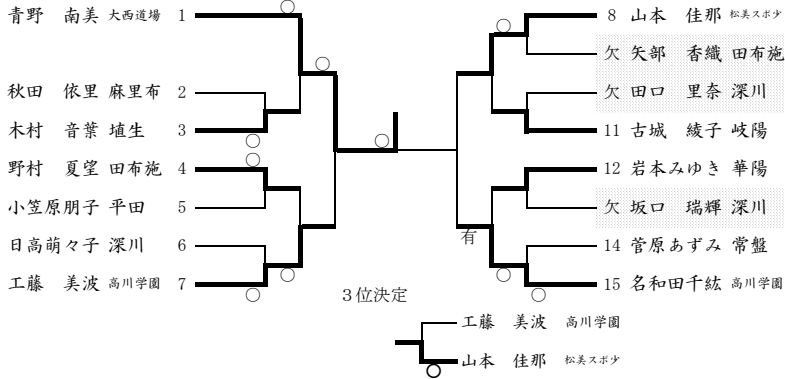 青野 南美 大西道場 1
秋田 依里 麻里布 2
木村 音葉 埴生 3
野村 夏望 田布施 4
小笠原朋子 平田 5
日高萌々子 深川 6
工藤 美波 高川学園 7
8 山本 佳那 松美スポ少
欠 矢部 香織 田布施
欠 田口 里奈 深川
11 古城 綾子 岐陽
12 岩本みゆき 華陽
欠 坂口 瑞輝 深川
有
14 菅原あずみ 常盤
15 名和田千紘 高川学園
3位決定
工藤 美波 高川学園
山本 佳那 松美スポ少